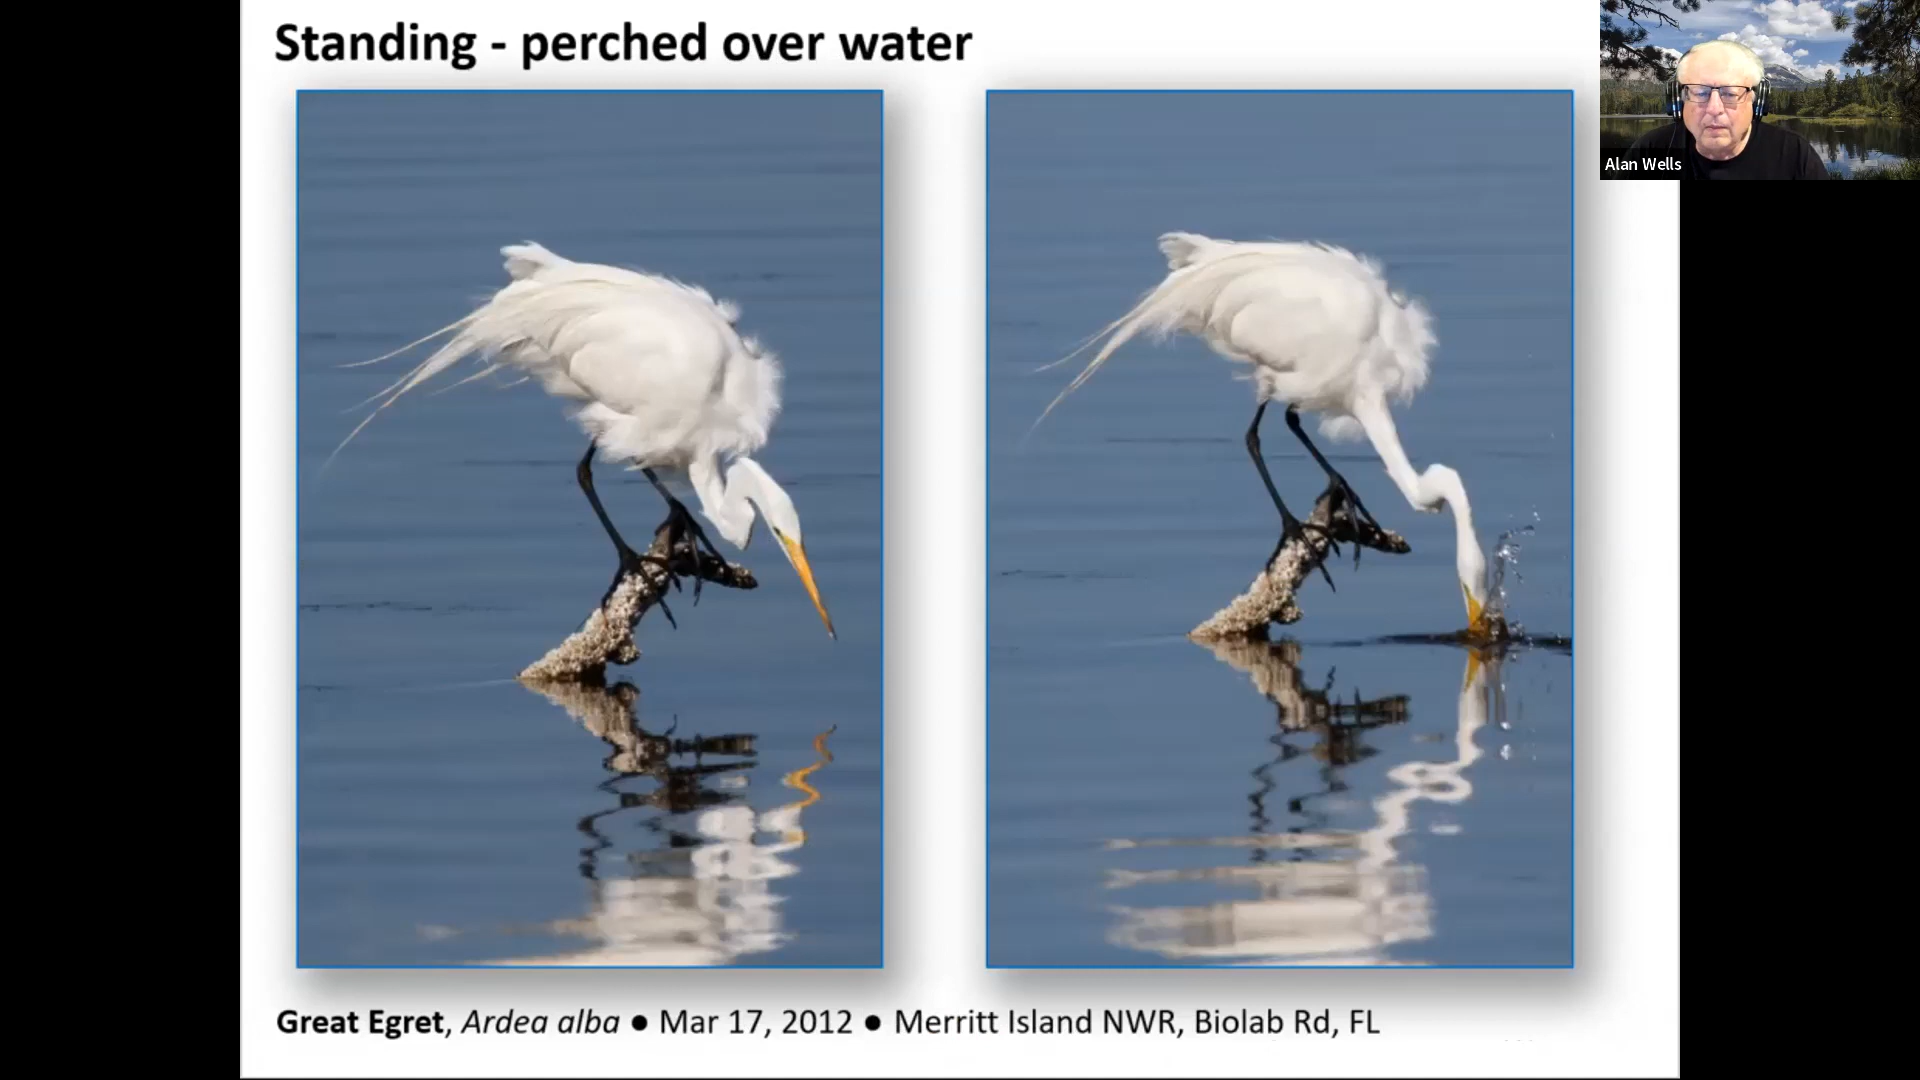 Standing - perched over water
Alan Wells
Great Egret, Ardea alba ● Mar 17, 2012 ● Merritt Island NWR, Biolab Rd, FL